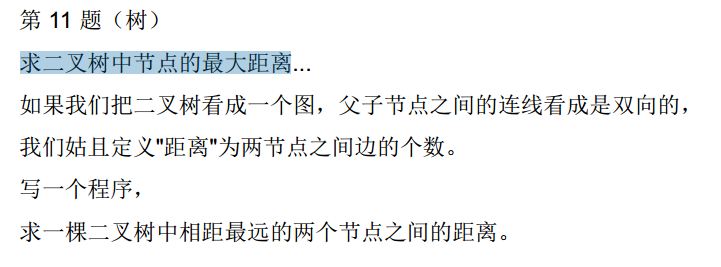 第 11 题（树）
求二叉树中节点的最大距离...
如果我们把二叉树看成一个图，父子节点之间的连线看成是双向的，
我们姑且定义"距离"为两节点之间边的个数。
写一个程序，
求一棵二叉树中相距最远的两个节点之间的距离。